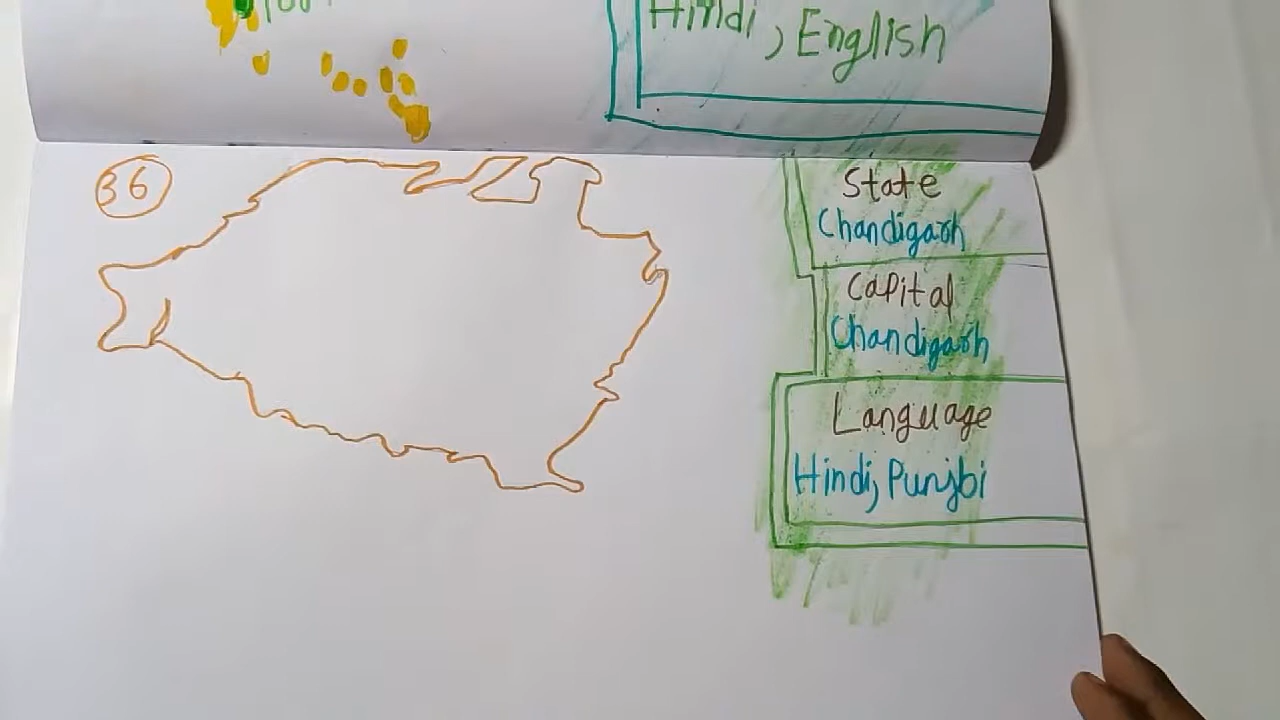 Hindi, English
36
State
Chandigarh
Capital
Chandigarh
Language
Hindi, Punjbi